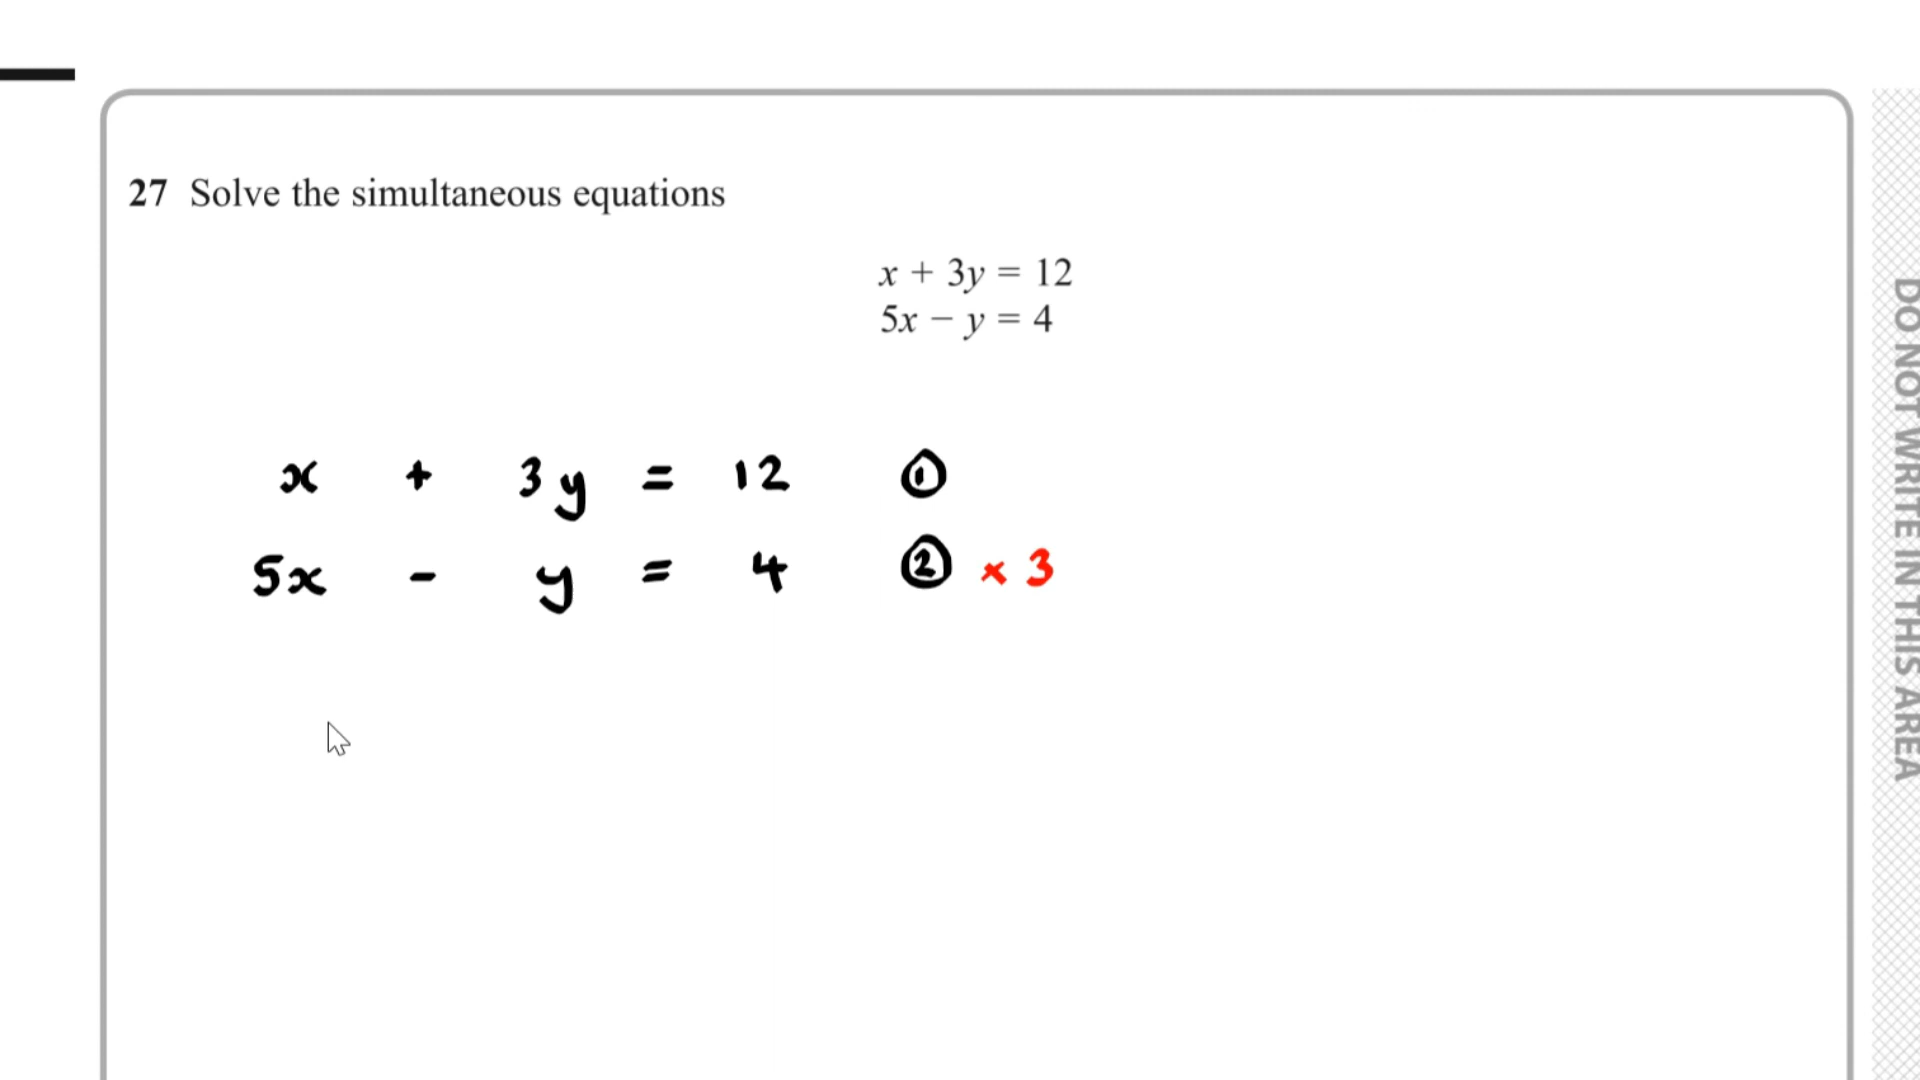 27 Solve the simultaneous equations
x + 3y = 12
5x − y = 4
x + 3y = 12 ①
5x - y = 4 ② × 3
DO NOT WRITE IN THIS AREA